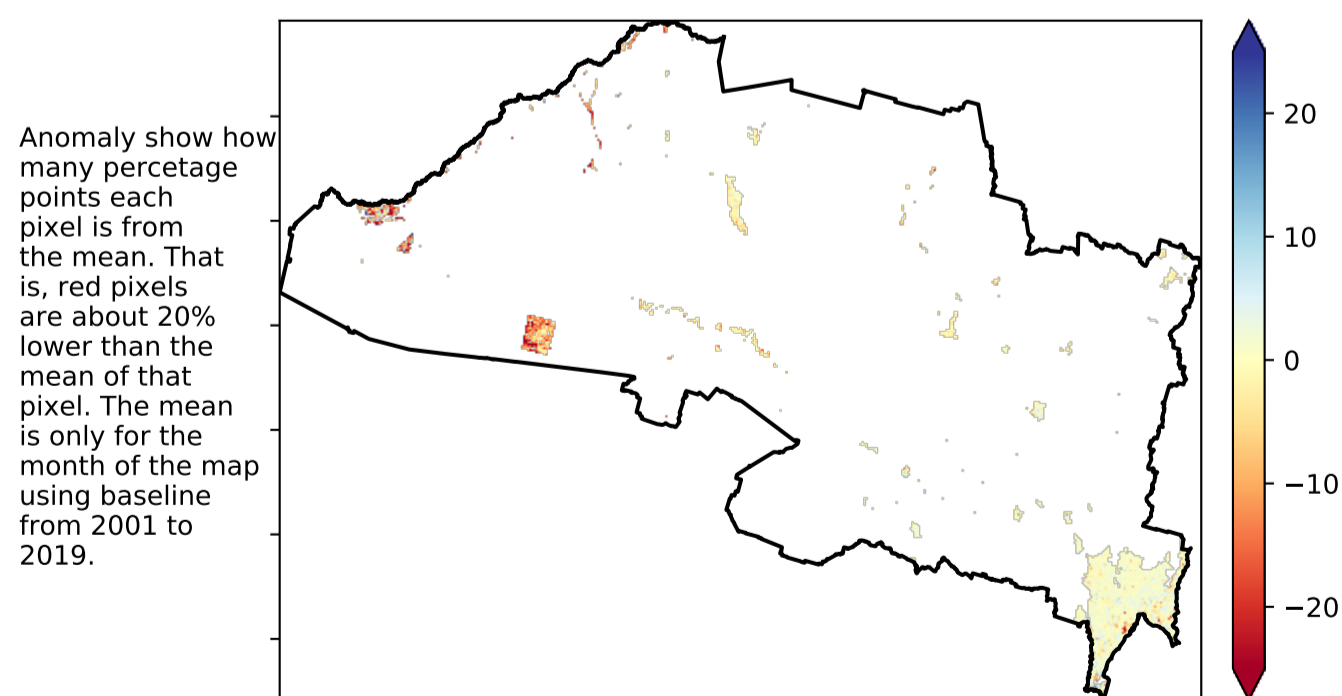 Anomaly show how
many percetage
points each
pixel is from
the mean. That
is, red pixels
are about 20%
lower than the
mean of that
pixel. The mean
is only for the
month of the map
using baseline
from 2001 to
2019.
20
10
0
−10
−20